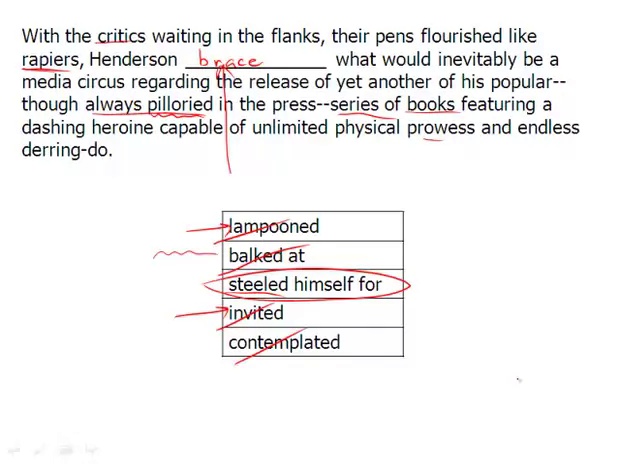 With the critics waiting in the flanks, their pens flourished like
rapiers, Henderson brace what would inevitably be a
media circus regarding the release of yet another of his popular--
though always pilloried in the press--series of books featuring a
dashing heroine capable of unlimited physical prowess and endless
derring-do.
lampooned
balked at
steeled himself for
invited
contemplated